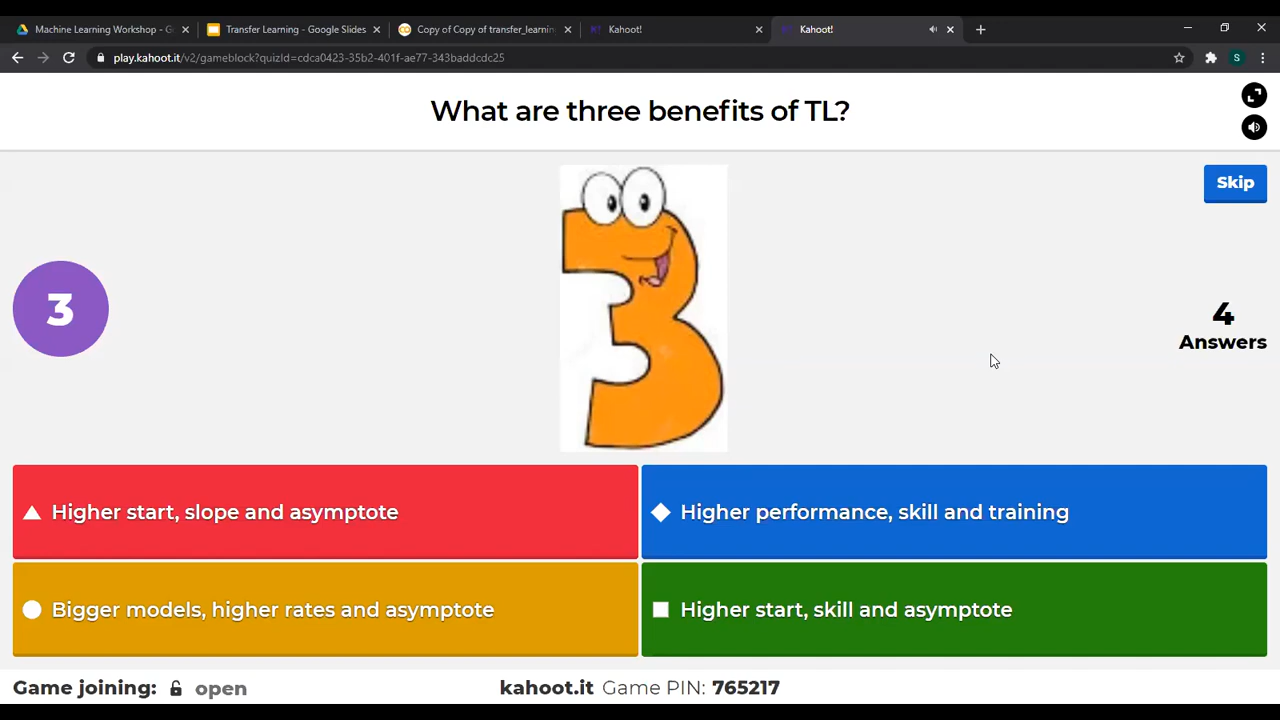 Machine Learning Workshop - G
Transfer Learning - Google Slides
Copy of Copy of transfer_learnin
Kahoot!
Kahoot!
play.kahoot.it/v2/gameblock?quizId=cdca0423-35b2-401f-ae77-343baddcdc25
S
What are three benefits of TL?
Skip
3
4
Answers
Higher start, slope and asymptote
Higher performance, skill and training
Bigger models, higher rates and asymptote
Higher start, skill and asymptote
Game joining: open
kahoot.it Game PIN: 765217